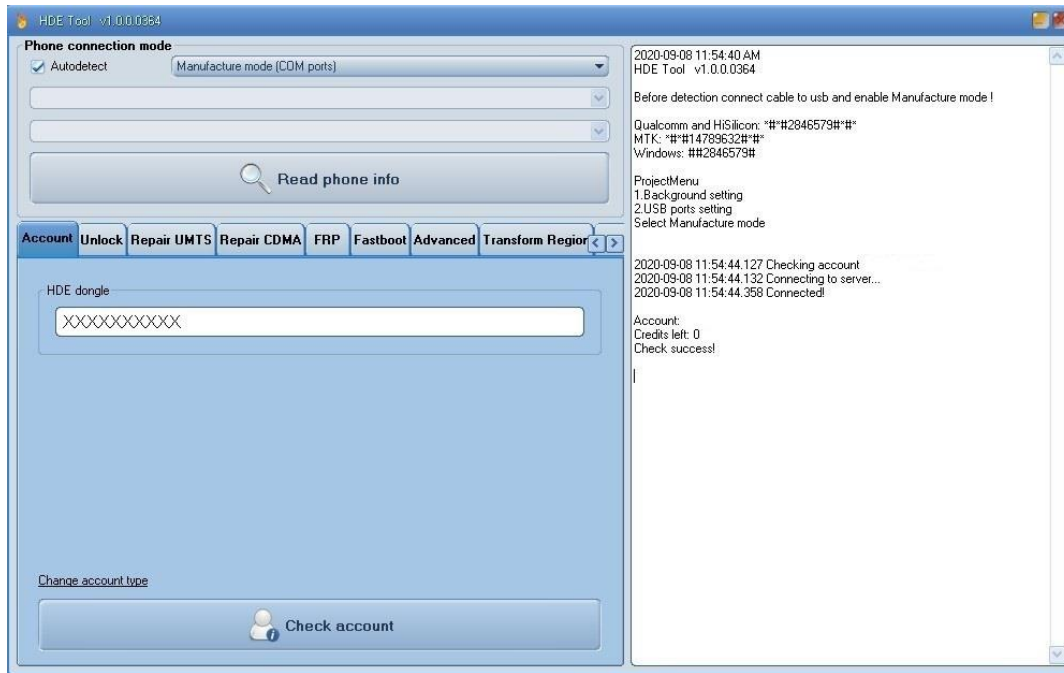 HDE Tool v1.0.0.0364
Phone connection mode
Autodetect
Manufacture mode (COM ports)
Read phone info
Account
Unlock
Repair UMTS
Repair CDMA
FRP
Fastboot
Advanced
Transform Region
HDE dongle
XXXXXXXXXX
Change account type
Check account
2020-09-08 11:54:40 AM
HDE Tool v1.0.0.0364
Before detection connect cable to usb and enable Manufacture mode !
Qualcomm and HiSilicon: *#*#2846579#*#*
MTK: *#*#14789632#*#*
Windows: ##2846579#
ProjectMenu
1.Background setting
2.USB ports setting
Select Manufacture mode
2020-09-08 11:54:44.127 Checking account
2020-09-08 11:54:44.132 Connecting to server...
2020-09-08 11:54:44.358 Connected!
Account:
Credits left: 0
Check success!